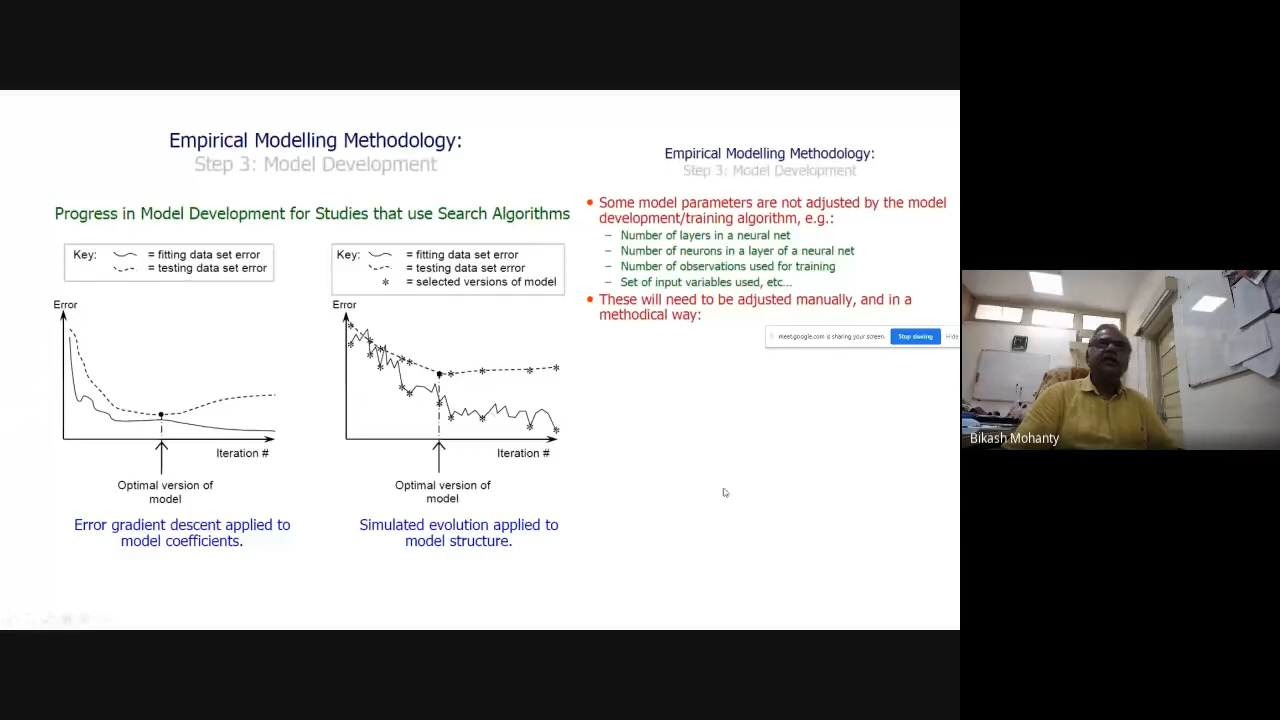 Empirical Modelling Methodology:
Step 3: Model Development
Progress in Model Development for Studies that use Search Algorithms
Key: = fitting data set error
= testing data set error
Error
Iteration #
Optimal version of
model
Error gradient descent applied to
model coefficients.
Key: = fitting data set error
= testing data set error
* = selected versions of model
Error
Iteration #
Optimal version of
model
Simulated evolution applied to
model structure.
Empirical Modelling Methodology:
Step 3: Model Development
• Some model parameters are not adjusted by the model
development/training algorithm, e.g.:
– Number of layers in a neural net
– Number of neurons in a layer of a neural net
– Number of observations used for training
– Set of input variables used, etc...
• These will need to be adjusted manually, and in a
methodical way:
meet.google.com is sharing your screen. Stop sharing Hide
Bikash Mohanty